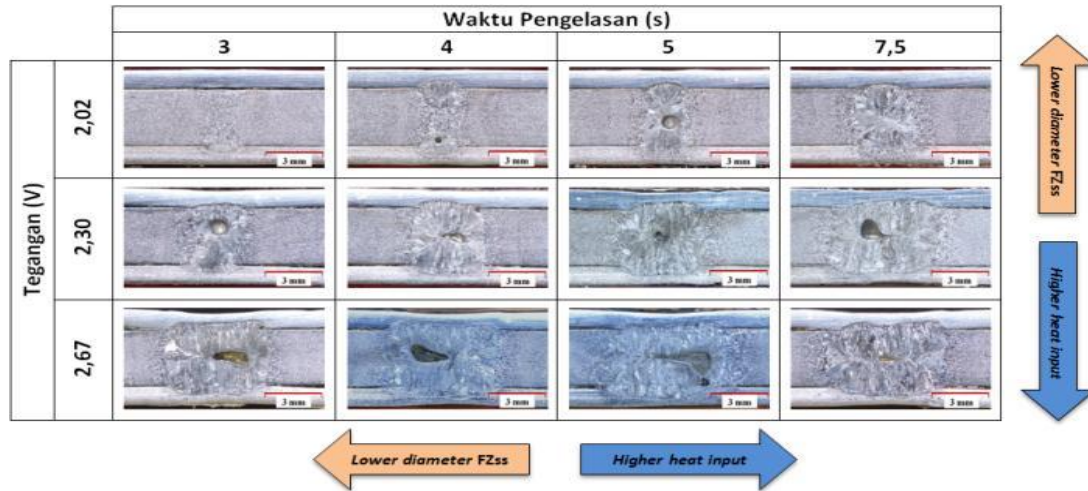 Waktu Pengelasan (s)
3 4 5 7,5
Tegangan (V)
2,02
3 mm 3 mm 3 mm 3 mm
2,30
3 mm 3 mm 3 mm 3 mm
2,67
3 mm 3 mm 3 mm 3 mm
Lower diameter FZss
Higher heat input
Lower diameter FZss
Higher heat input